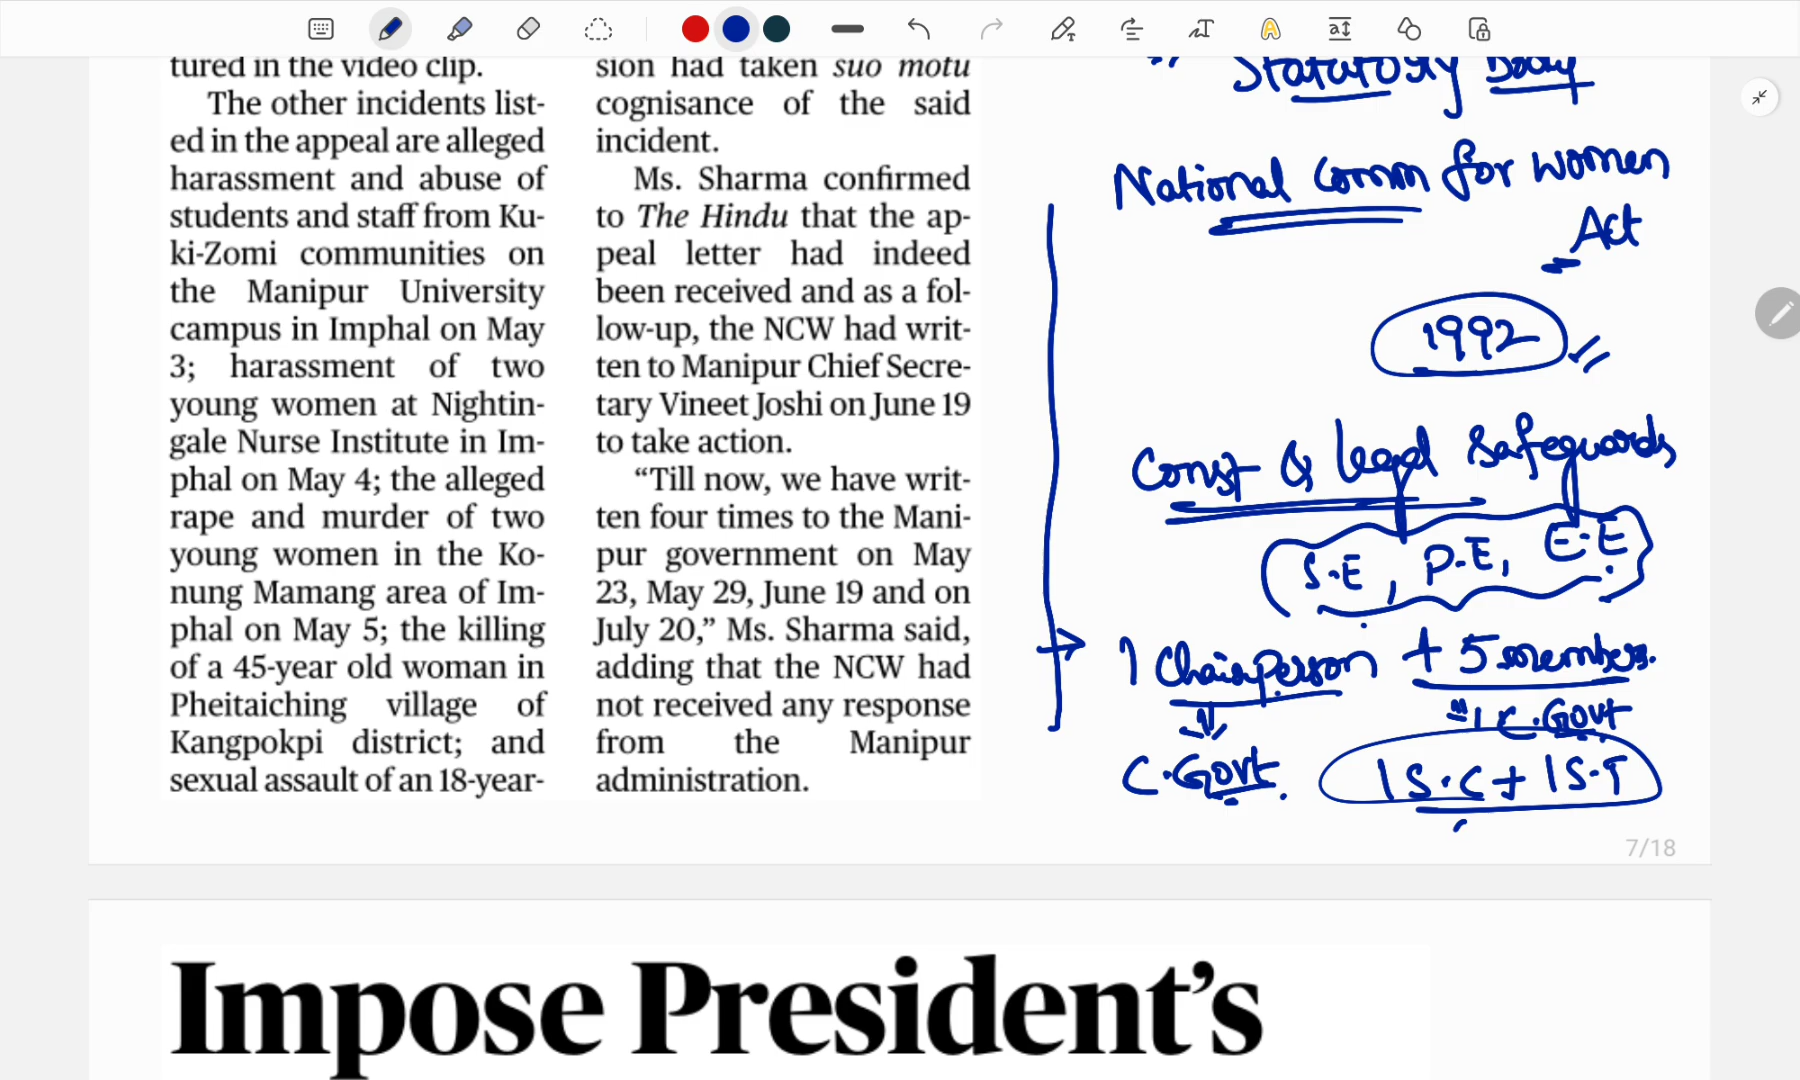 tured in the video clip.
The other incidents list-
ed in the appeal are alleged
harassment and abuse of
students and staff from Ku-
ki-Zomi communities on
the Manipur University
campus in Imphal on May
3; harassment of two
young women at Nightin-
gale Nurse Institute in Im-
phal on May 4; the alleged
rape and murder of two
young women in the Ko-
nung Mamang area of Im-
phal on May 5; the killing
of a 45-year old woman in
Pheitaiching village of
Kangpokpi district; and
sexual assault of an 18-year-
sion had taken suo motu
cognisance of the said
incident.
Ms. Sharma confirmed
to The Hindu that the ap-
peal letter had indeed
been received and as a fol-
low-up, the NCW had writ-
ten to Manipur Chief Secre-
tary Vineet Joshi on June 19
to take action.
“Till now, we have writ-
ten four times to the Mani-
pur government on May
23, May 29, June 19 and on
July 20,” Ms. Sharma said,
adding that the NCW had
not received any response
from the Manipur
administration.
Statutory Body
National Comm for Women
Act
1992
Const & legal Safeguards
S.E, P.E, E.E
1 Chairperson + 5 members.
C.Govt
C.Govt.
1 S.C + 1 S.T
7/18
Impose President’s